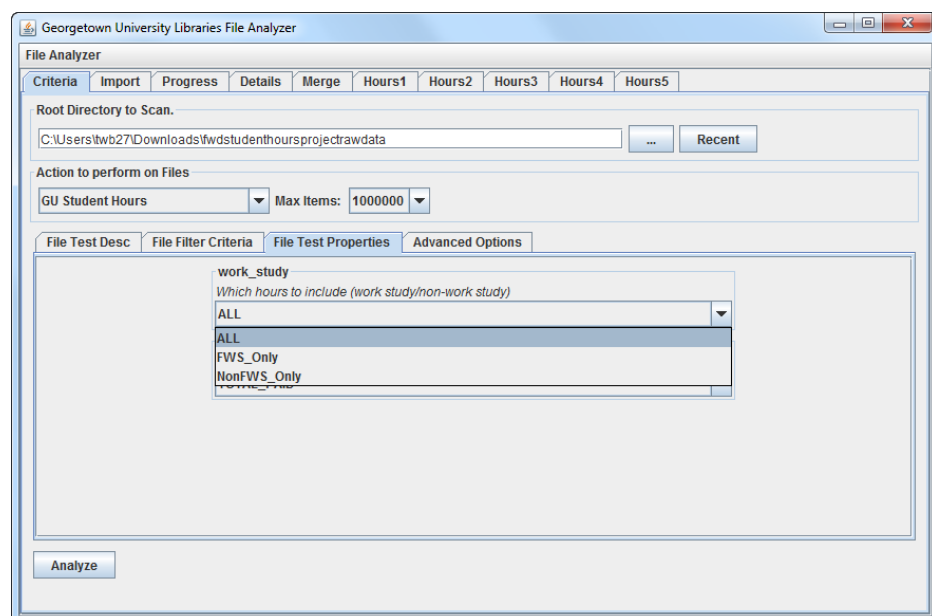 Georgetown University Libraries File Analyzer
File Analyzer
Criteria Import Progress Details Merge Hours1 Hours2 Hours3 Hours4 Hours5
Root Directory to Scan.
C:\Users\twb27\Downloads\fwdstudenthoursprojectrawdata ... Recent
Action to perform on Files
GU Student Hours Max Items: 1000000
File Test Desc File Filter Criteria File Test Properties Advanced Options
work_study
Which hours to include (work study/non-work study)
ALL
ALL
FWS_Only
NonFWS_Only
Analyze